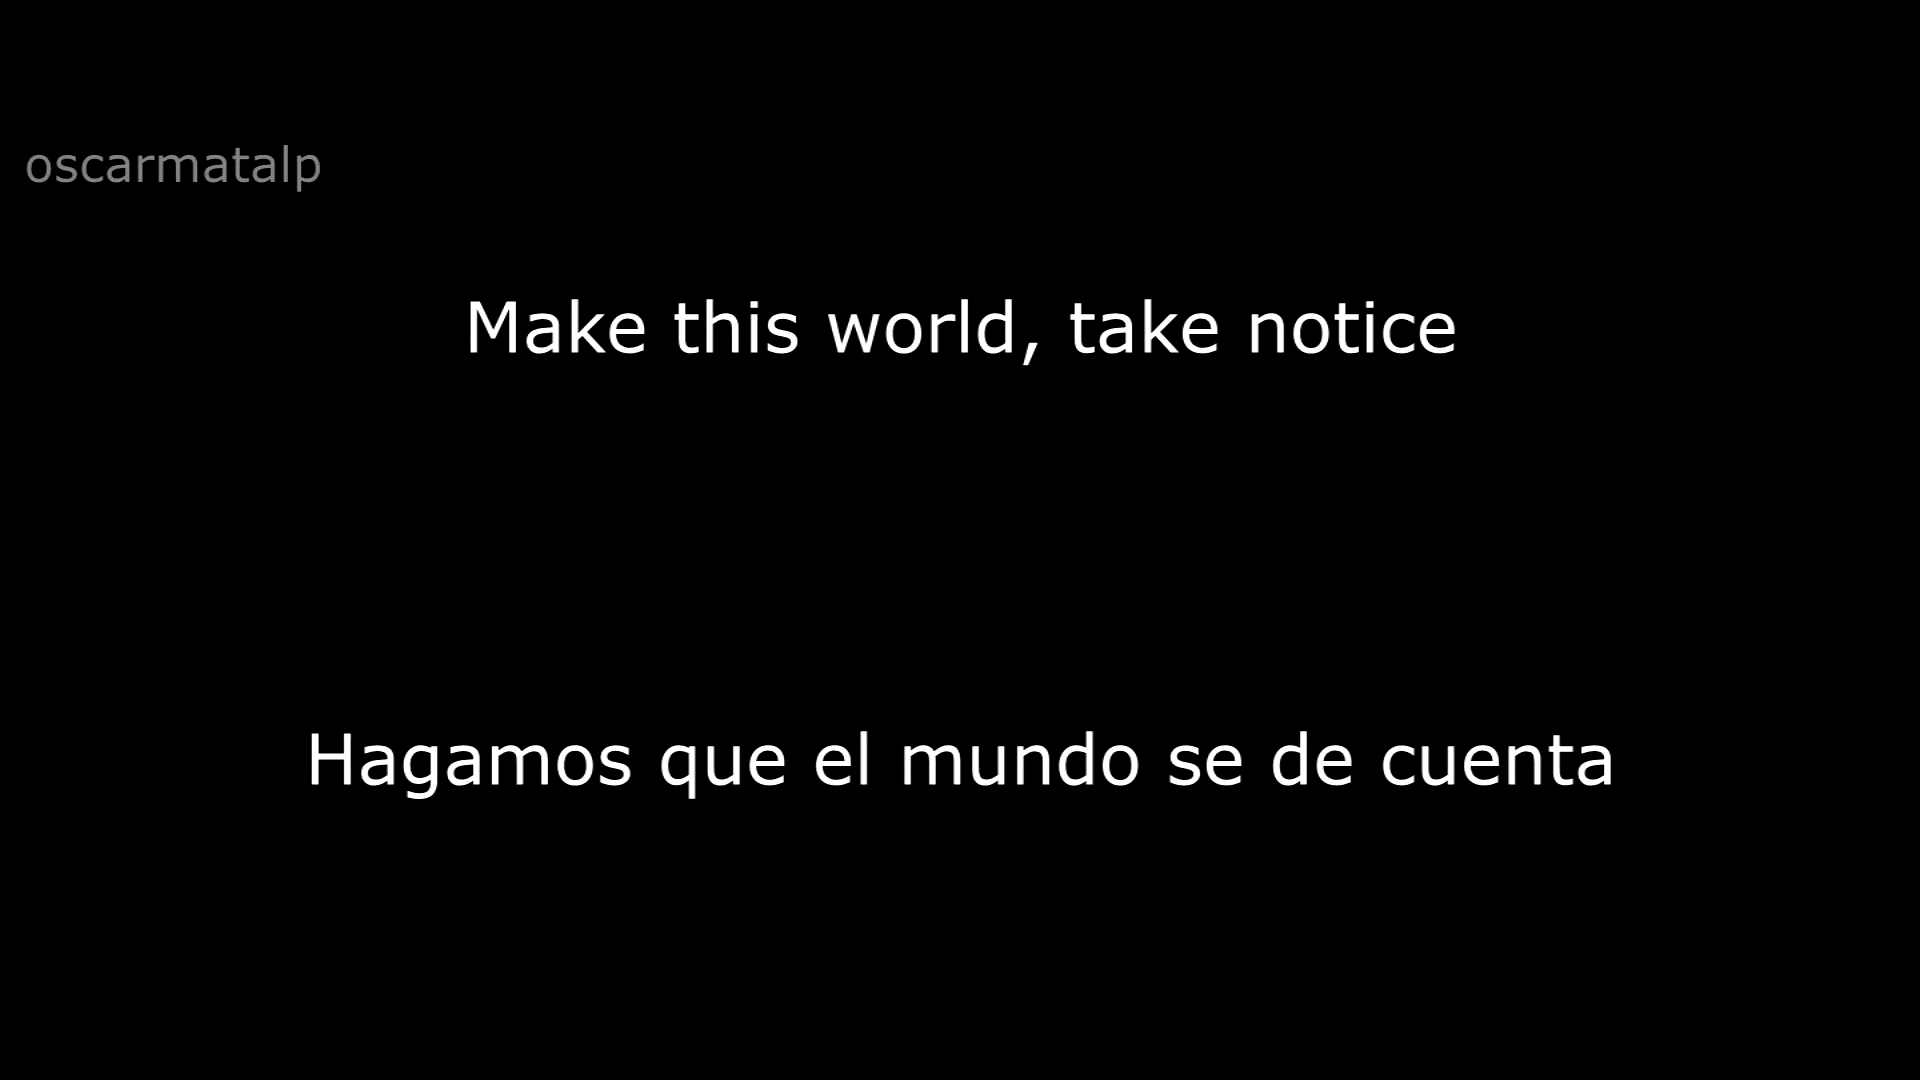 oscarmatalp
Make this world, take notice
Hagamos que el mundo se de cuenta